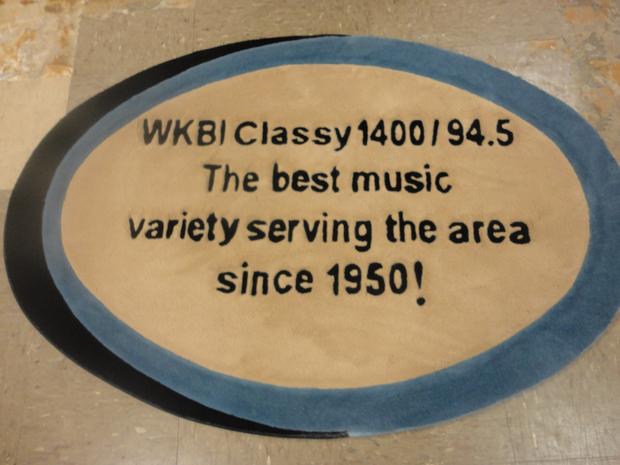 WKBI Classy 1400/94.5
The best music
variety serving the area
since 1950!